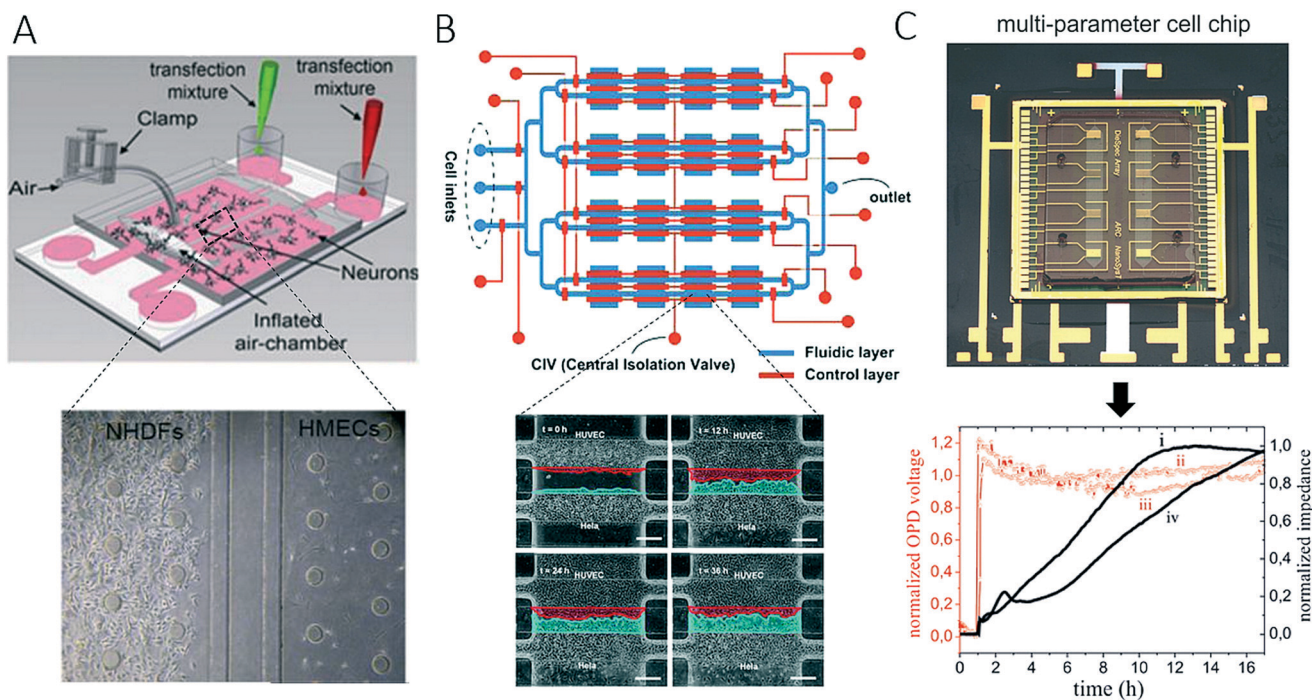 A
transfection
mixture
transfection
mixture
Clamp
Air
Neurons
Inflated
air-chamber
NHDFs
HMECs
B
Cell inlets
outlet
CIV (Central Isolation Valve)
Fluidic layer
Control layer
t = 0 h
HUVEC
Hela
t = 12 h
HUVEC
Hela
t = 24 h
HUVEC
Hela
t = 36 h
HUVEC
Hela
C
multi-parameter cell chip
DielSpec Array
ARC NanoSysT
normalized OPD voltage
1,2
1,0
0,8
0,6
0,4
0,2
0,0
i
ii
iii
iv
1,0
0,8
0,6
0,4
0,2
0,0
normalized impedance
0 2 4 6 8 10 12 14 16
time (h)